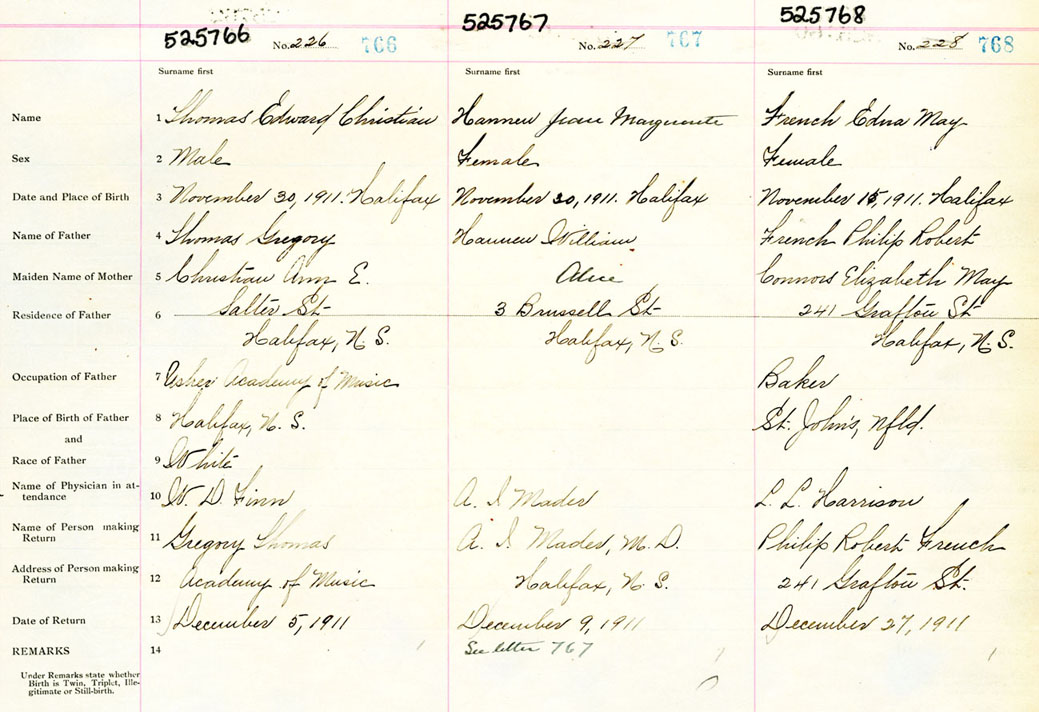 525766 No. 226 766 525767 No. 227 767 525768 No. 228 768
Surname first Surname first Surname first
Name 1 Thomas Edward Christian Hannen Jean Marguerite French Edna May
Sex 2 Male Female Female
Date and Place of Birth 3 November 30, 1911. Halifax November 30, 1911. Halifax November 15, 1911. Halifax
Name of Father 4 Thomas Gregory Hannen William French Philip Robert
Maiden Name of Mother 5 Christian Ann E. Connors Elizabeth May
Residence of Father 6 Salter St 3 Brussell St 241 Grafton St
Halifax, N. S. Halifax, N. S. Halifax, N. S.
Occupation of Father 7 Usher Academy of Music Baker
Place of Birth of Father 8 Halifax, N. S. St. John's, Nfld.
and
Race of Father 9 White
Name of Physician in at-
tendance 10 W. D. Finn A. I. Mader L. L. Harrison
Name of Person making
Return 11 Gregory Thomas A. I. Mader, M. D. Philip Robert French
Address of Person making
Return 12 Academy of Music Halifax, N. S. 241 Grafton St.
Date of Return 13 December 5, 1911 December 9, 1911 December 27, 1911
REMARKS 14 See letter 767
Under Remarks state whether
Birth is Twin, Triplet, Ille-
gitimate or Still-birth.